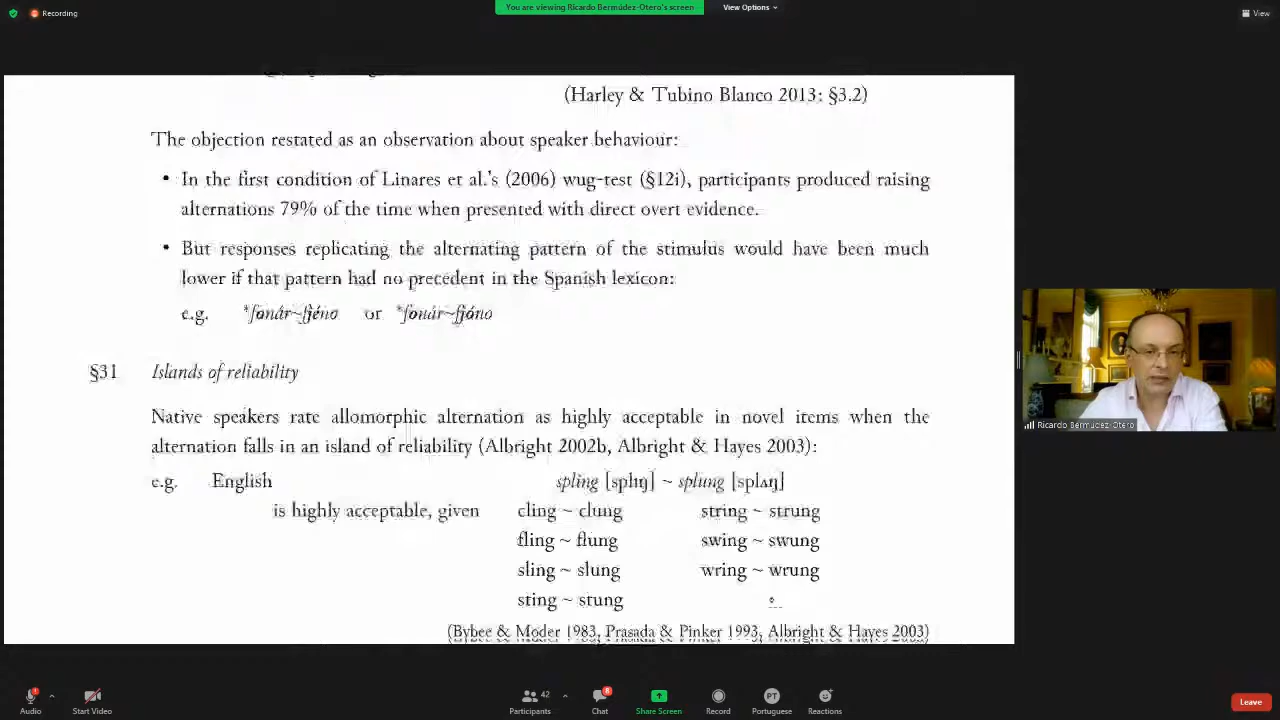 Recording
You are viewing Ricardo Bermúdez-Otero's screen
View Options
View
(Harley & Tubino Blanco 2013: §3.2)
The objection restated as an observation about speaker behaviour:
• In the first condition of Linares et al.'s (2006) wug-test (§12i), participants produced raising
alternations 79% of the time when presented with direct overt evidence.
• But responses replicating the alternating pattern of the stimulus would have been much
lower if that pattern had no precedent in the Spanish lexicon:
e.g. or
§31 Islands of reliability
Native speakers rate allomorphic alternation as highly acceptable in novel items when the
alternation falls in an island of reliability (Albright 2002b, Albright & Hayes 2003):
e.g. English spling [splɪŋ] ~ splung [splʌŋ]
is highly acceptable, given cling ~ clung string ~ strung
fling ~ flung swing ~ swung
sling ~ slung wring ~ wrung
sting ~ stung
(Bybee & Moder 1983, Prasada & Pinker 1993, Albright & Hayes 2003)
Ricardo Bermúdez-Otero
Audio
Start Video
Participants 42
Chat 8
Share Screen
Record
PT Portuguese
Reactions
Leave